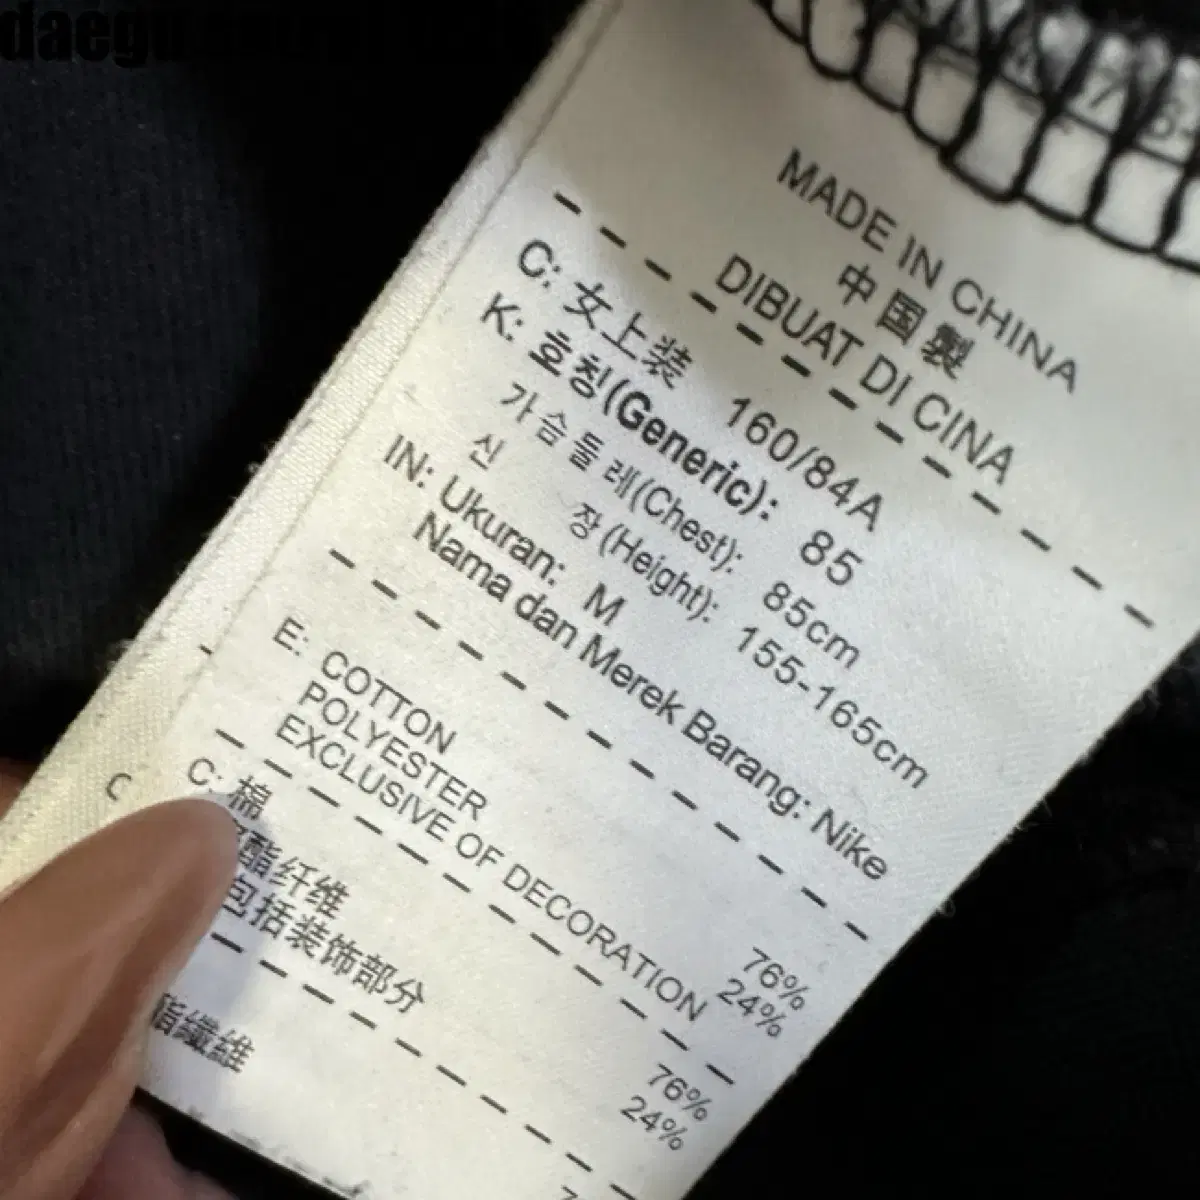 MADE IN CHINA
中国製
DIBUAT DI CINA
C: 女上装 160/84A
K: 호칭(Generic): 85
가슴둘레(Chest): 85cm
신 장(Height): 155-165cm
IN: Ukuran: M
Nama dan Merek Barang: Nike
E: COTTON 76%
POLYESTER 24%
EXCLUSIVE OF DECORATION
C: 棉 76%
酯纤维 24%
包括装饰部分
酯纖維